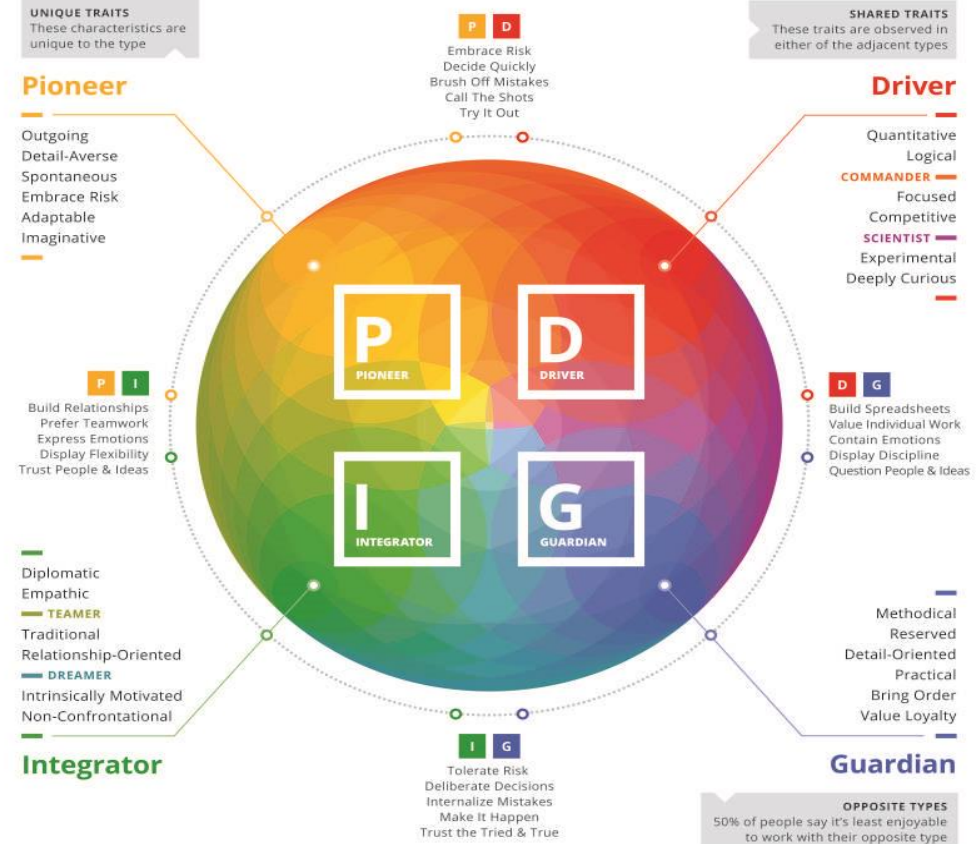 UNIQUE TRAITS
These characteristics are
unique to the type
P D
Embrace Risk
Decide Quickly
Brush Off Mistakes
Call The Shots
Try It Out
SHARED TRAITS
These traits are observed in
either of the adjacent types
Pioneer
Outgoing
Detail-Averse
Spontaneous
Embrace Risk
Adaptable
Imaginative
Driver
Quantitative
Logical
COMMANDER
Focused
Competitive
SCIENTIST
Experimental
Deeply Curious
P
PIONEER
D
DRIVER
P I
Build Relationships
Prefer Teamwork
Express Emotions
Display Flexibility
Trust People & Ideas
D G
Build Spreadsheets
Value Individual Work
Contain Emotions
Display Discipline
Question People & Ideas
I
INTEGRATOR
G
GUARDIAN
Diplomatic
Empathic
TEAMER
Traditional
Relationship-Oriented
DREAMER
Intrinsically Motivated
Non-Confrontational
Integrator
Methodical
Reserved
Detail-Oriented
Practical
Bring Order
Value Loyalty
Guardian
I G
Tolerate Risk
Deliberate Decisions
Internalize Mistakes
Make It Happen
Trust the Tried & True
OPPOSITE TYPES
50% of people say it's least enjoyable
to work with their opposite type